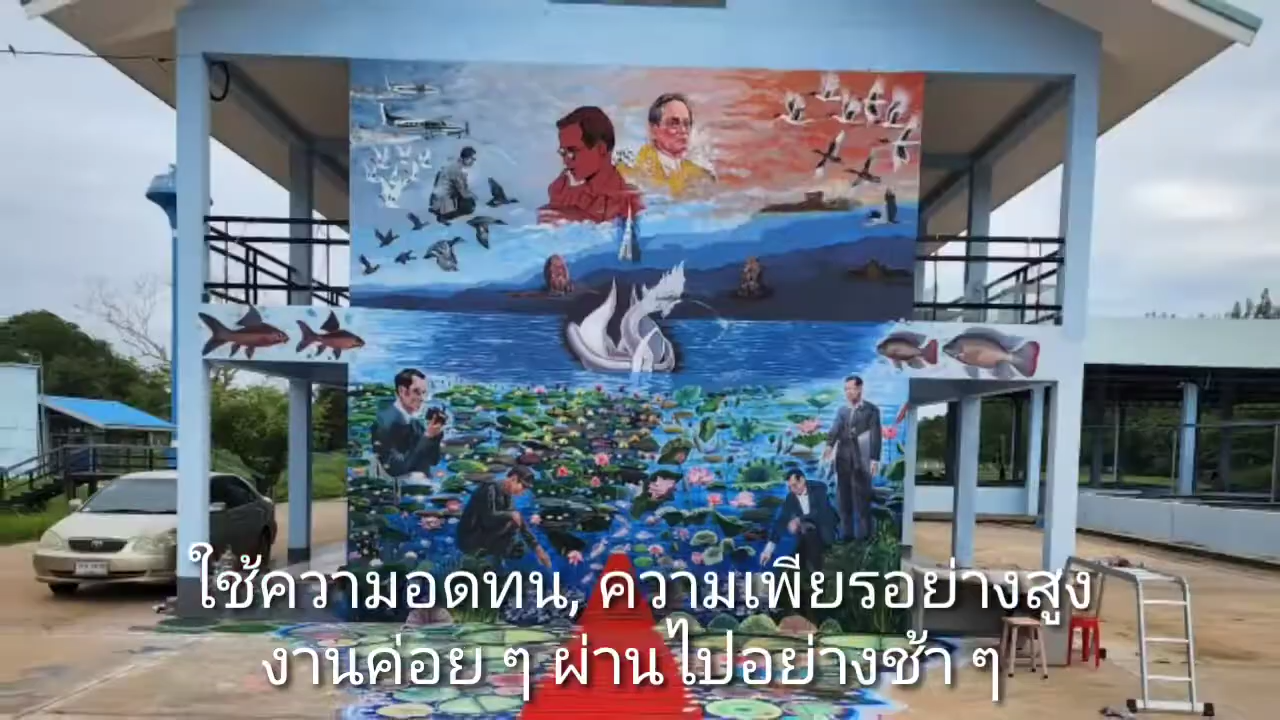 ใช้ความอดทน, ความเพียรอย่างสูง
งานค่อย ๆ ผ่านไปอย่างช้า ๆ